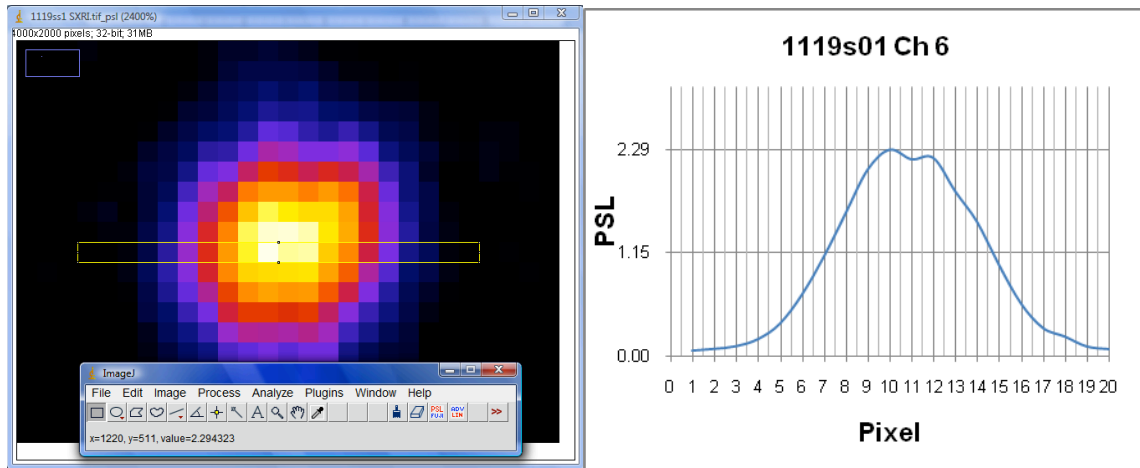 1119ss1 SXRI.tif_psl (2400%)
4000x2000 pixels; 32-bit; 31MB
ImageJ
File Edit Image Process Analyze Plugins Window Help
A PSL FUJI ADV LIN >>
x=1220, y=511, value=2.294323
1119s01 Ch 6
PSL
2.29
1.15
0.00
0 1 2 3 4 5 6 7 8 9 10 11 12 13 14 15 16 17 18 19 20
Pixel